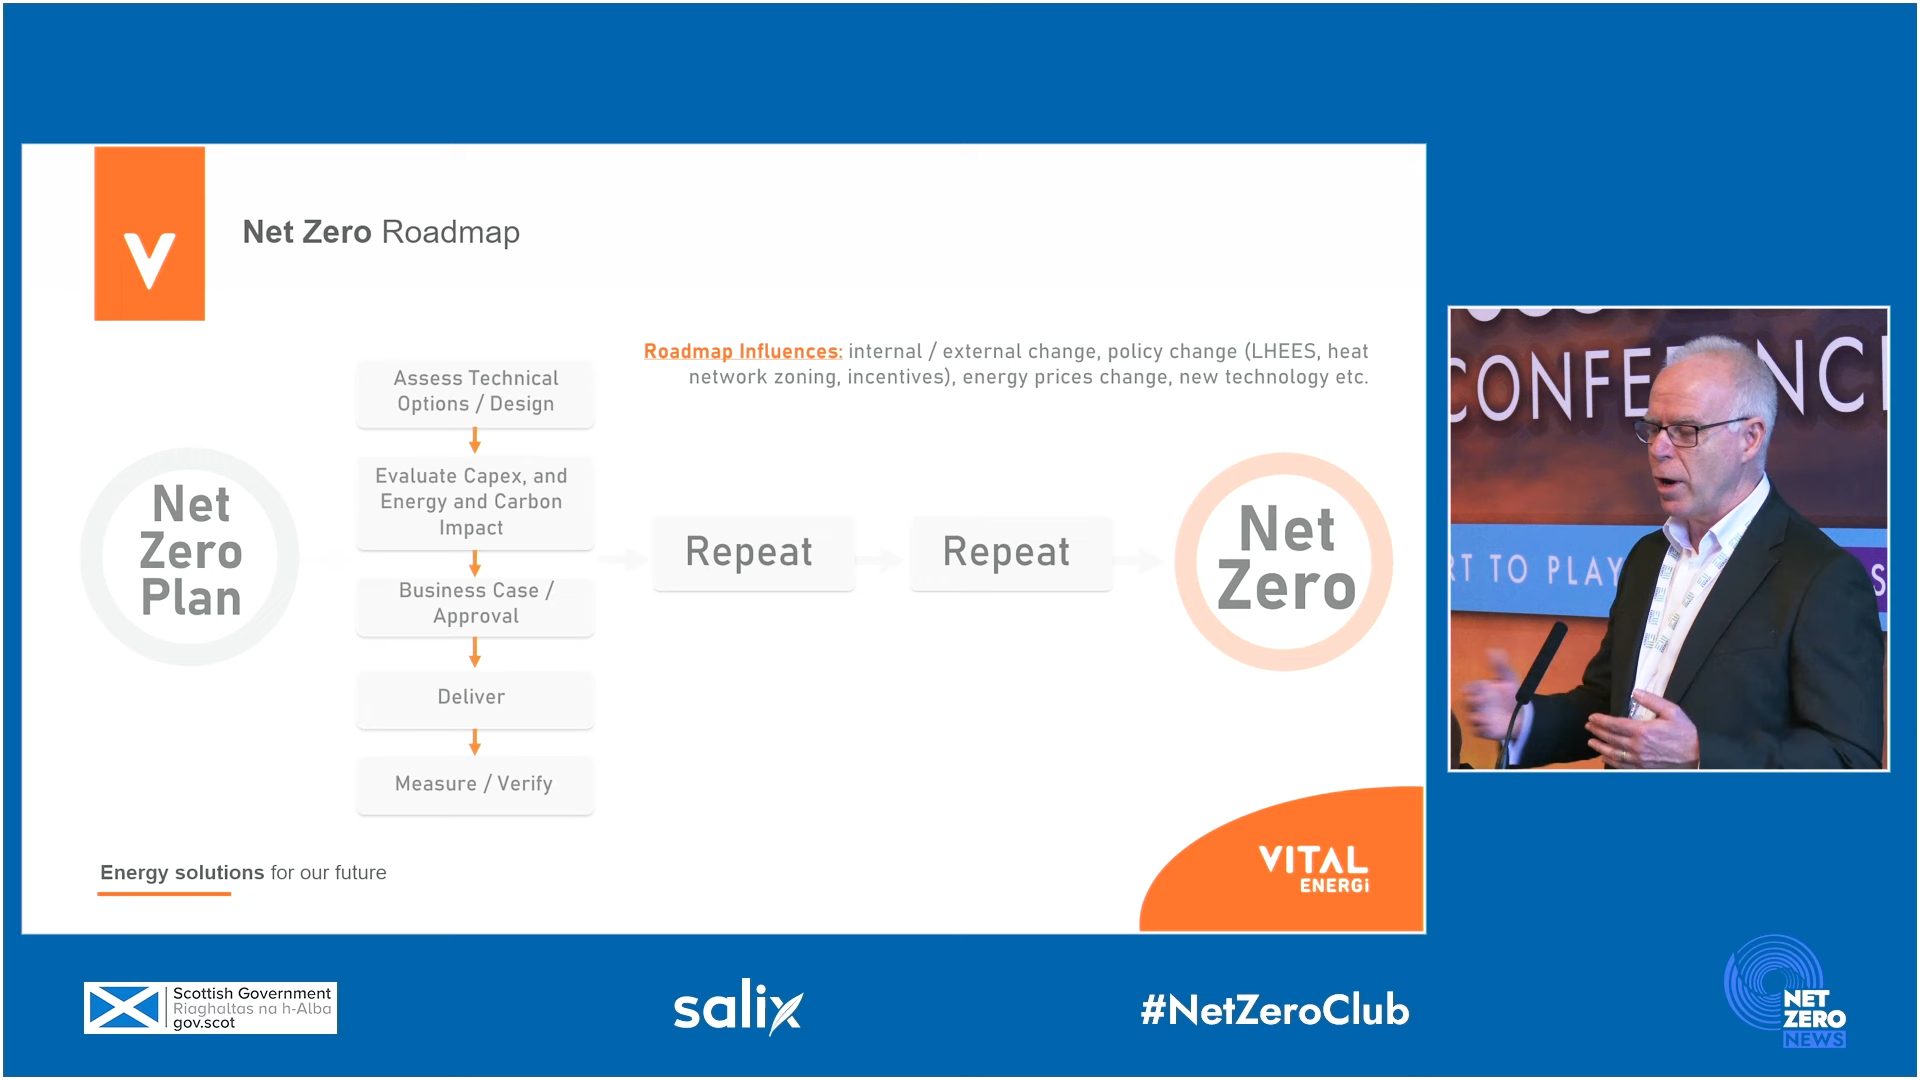 V
Net Zero Roadmap
Roadmap Influences: internal / external change, policy change (LHEES, heat
network zoning, incentives), energy prices change, new technology etc.
Net
Zero
Plan
Assess Technical
Options / Design
Evaluate Capex, and
Energy and Carbon
Impact
Business Case /
Approval
Deliver
Measure / Verify
Repeat
Repeat
Net
Zero
Energy solutions for our future
VITAL
ENERGi
CONFE NC
RT TO PLAY
S
Scottish Government
Riaghaltas na h-Alba
gov.scot
salix
#NetZeroClub
NET
ZERO
NEWS